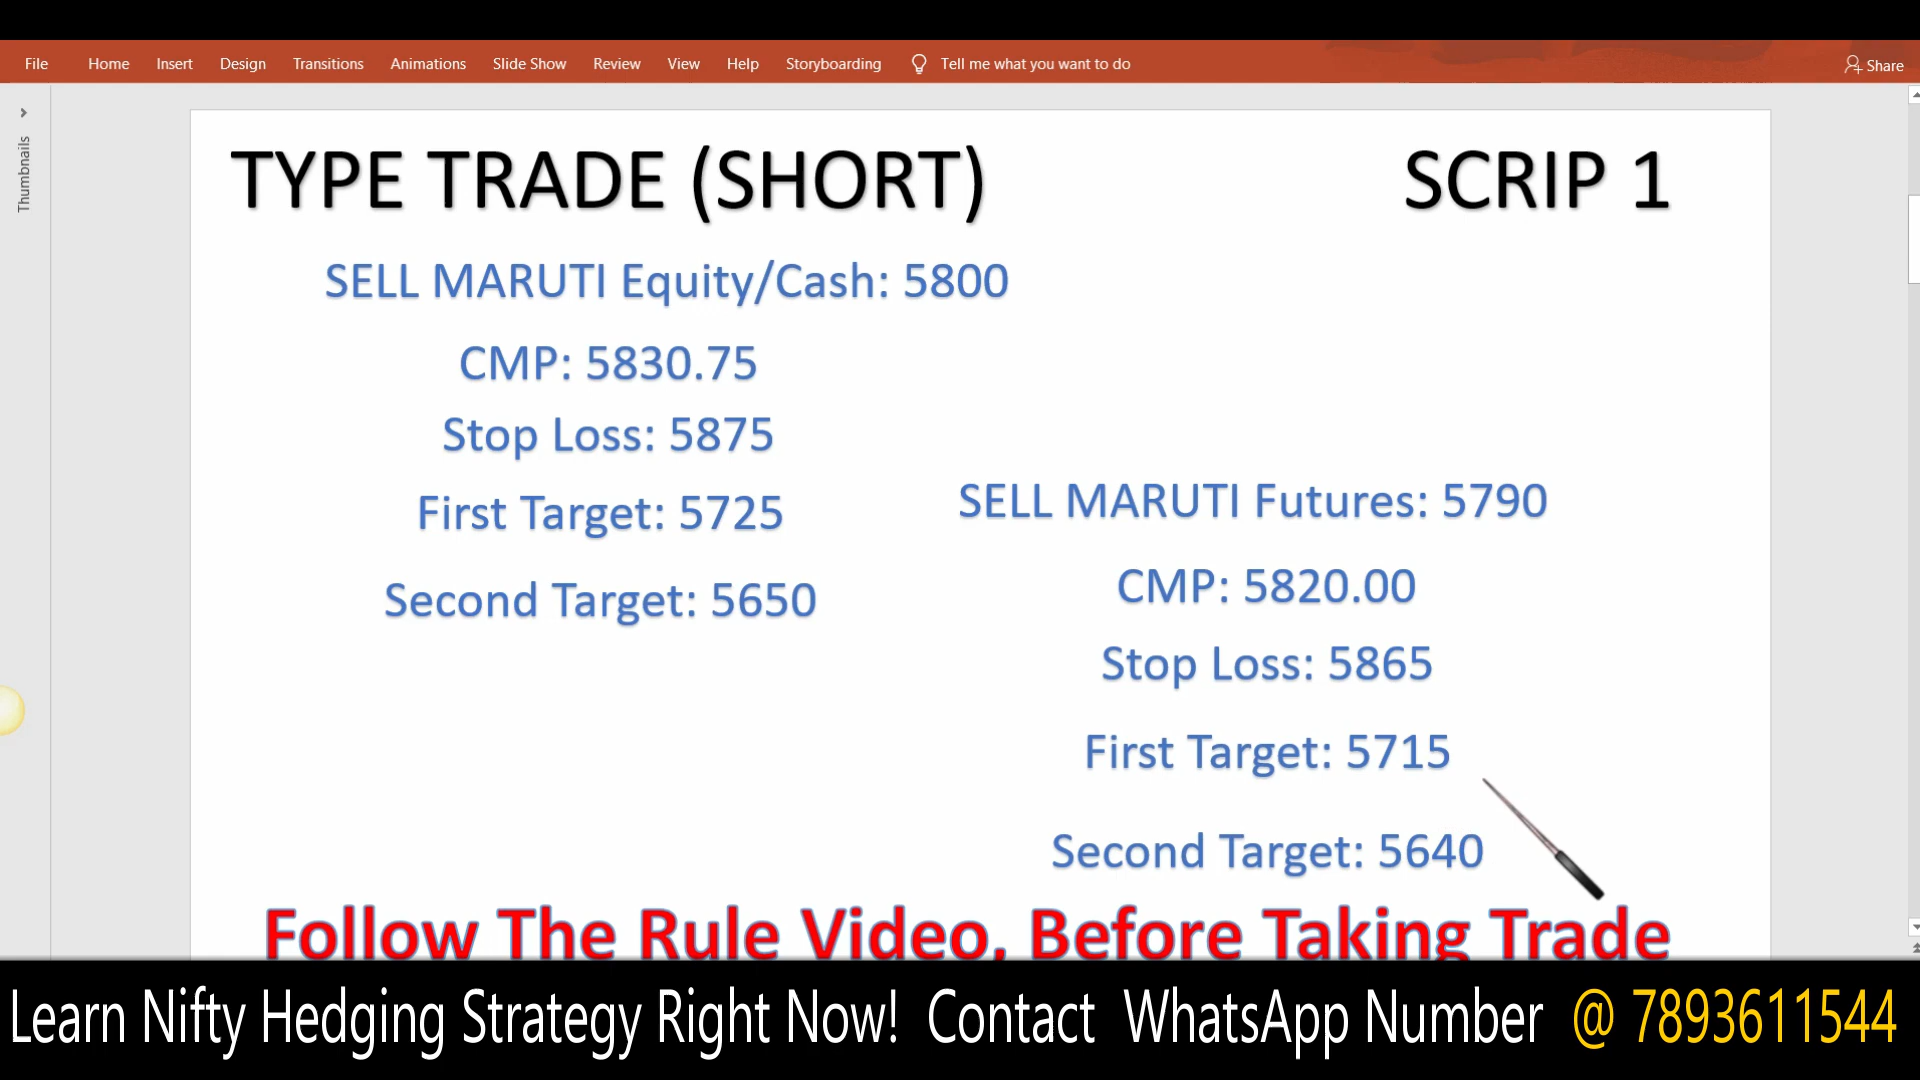 File Home Insert Design Transitions Animations Slide Show Review View Help Storyboarding Tell me what you want to do Share
Thumbnails
TYPE TRADE (SHORT) SCRIP 1
SELL MARUTI Equity/Cash: 5800
CMP: 5830.75
Stop Loss: 5875
First Target: 5725
Second Target: 5650
SELL MARUTI Futures: 5790
CMP: 5820.00
Stop Loss: 5865
First Target: 5715
Second Target: 5640
Follow The Rule Video, Before Taking Trade
Learn Nifty Hedging Strategy Right Now! Contact WhatsApp Number @ 7893611544